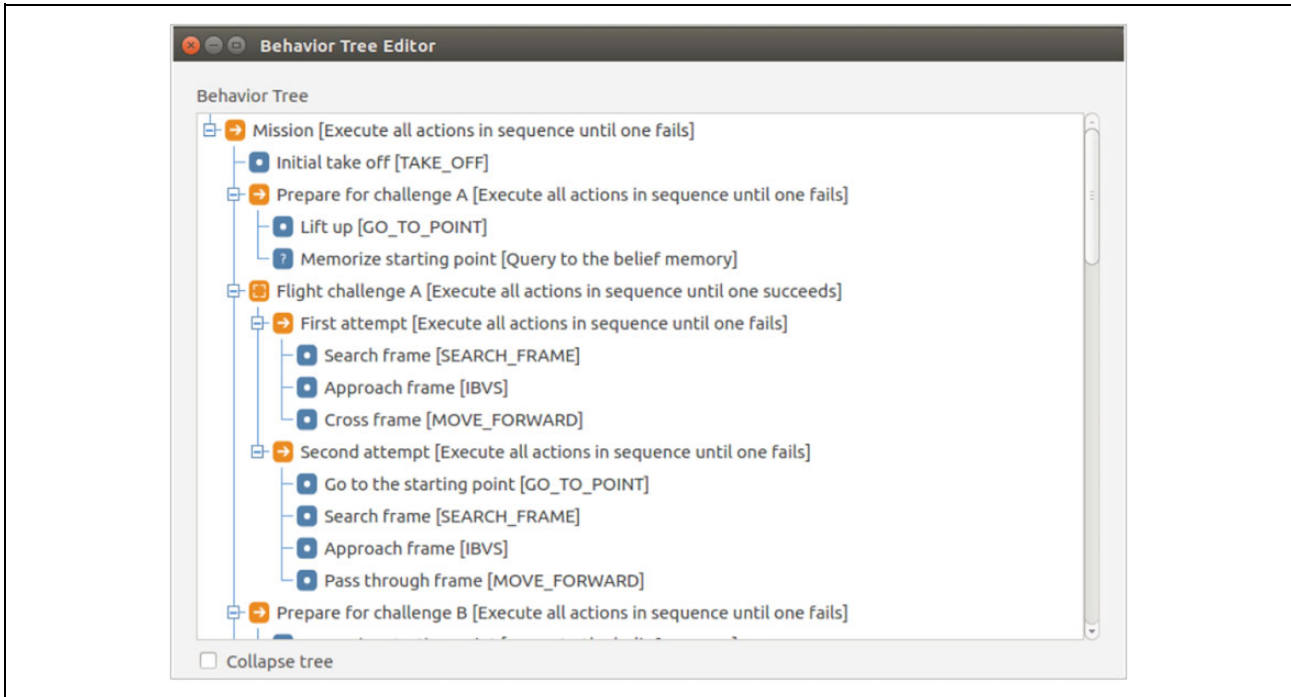 Behavior Tree Editor
Behavior Tree
Mission [Execute all actions in sequence until one fails]
Initial take off [TAKE_OFF]
Prepare for challenge A [Execute all actions in sequence until one fails]
Lift up [GO_TO_POINT]
? Memorize starting point [Query to the belief memory]
Flight challenge A [Execute all actions in sequence until one succeeds]
First attempt [Execute all actions in sequence until one fails]
Search frame [SEARCH_FRAME]
Approach frame [IBVS]
Cross frame [MOVE_FORWARD]
Second attempt [Execute all actions in sequence until one fails]
Go to the starting point [GO_TO_POINT]
Search frame [SEARCH_FRAME]
Approach frame [IBVS]
Pass through frame [MOVE_FORWARD]
Prepare for challenge B [Execute all actions in sequence until one fails]
Collapse tree